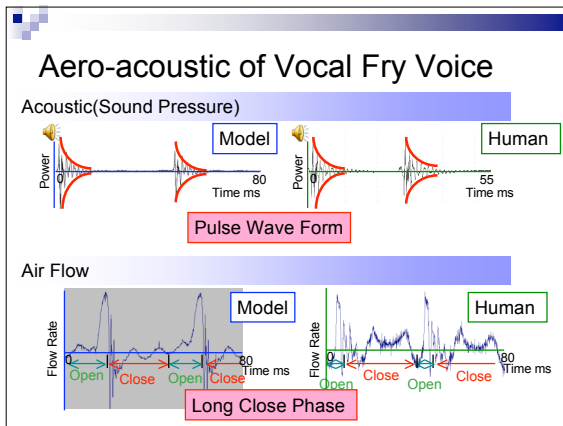 Aero-acoustic of Vocal Fry Voice
Acoustic(Sound Pressure)
Model
Human
Power
0
80
Time ms
Power
0
55
Time ms
Pulse Wave Form
Air Flow
Model
Human
Flow Rate
0
80
Time ms
Open
Close
Open
Close
Flow Rate
0
80
Time ms
Open
Close
Open
Close
Long Close Phase